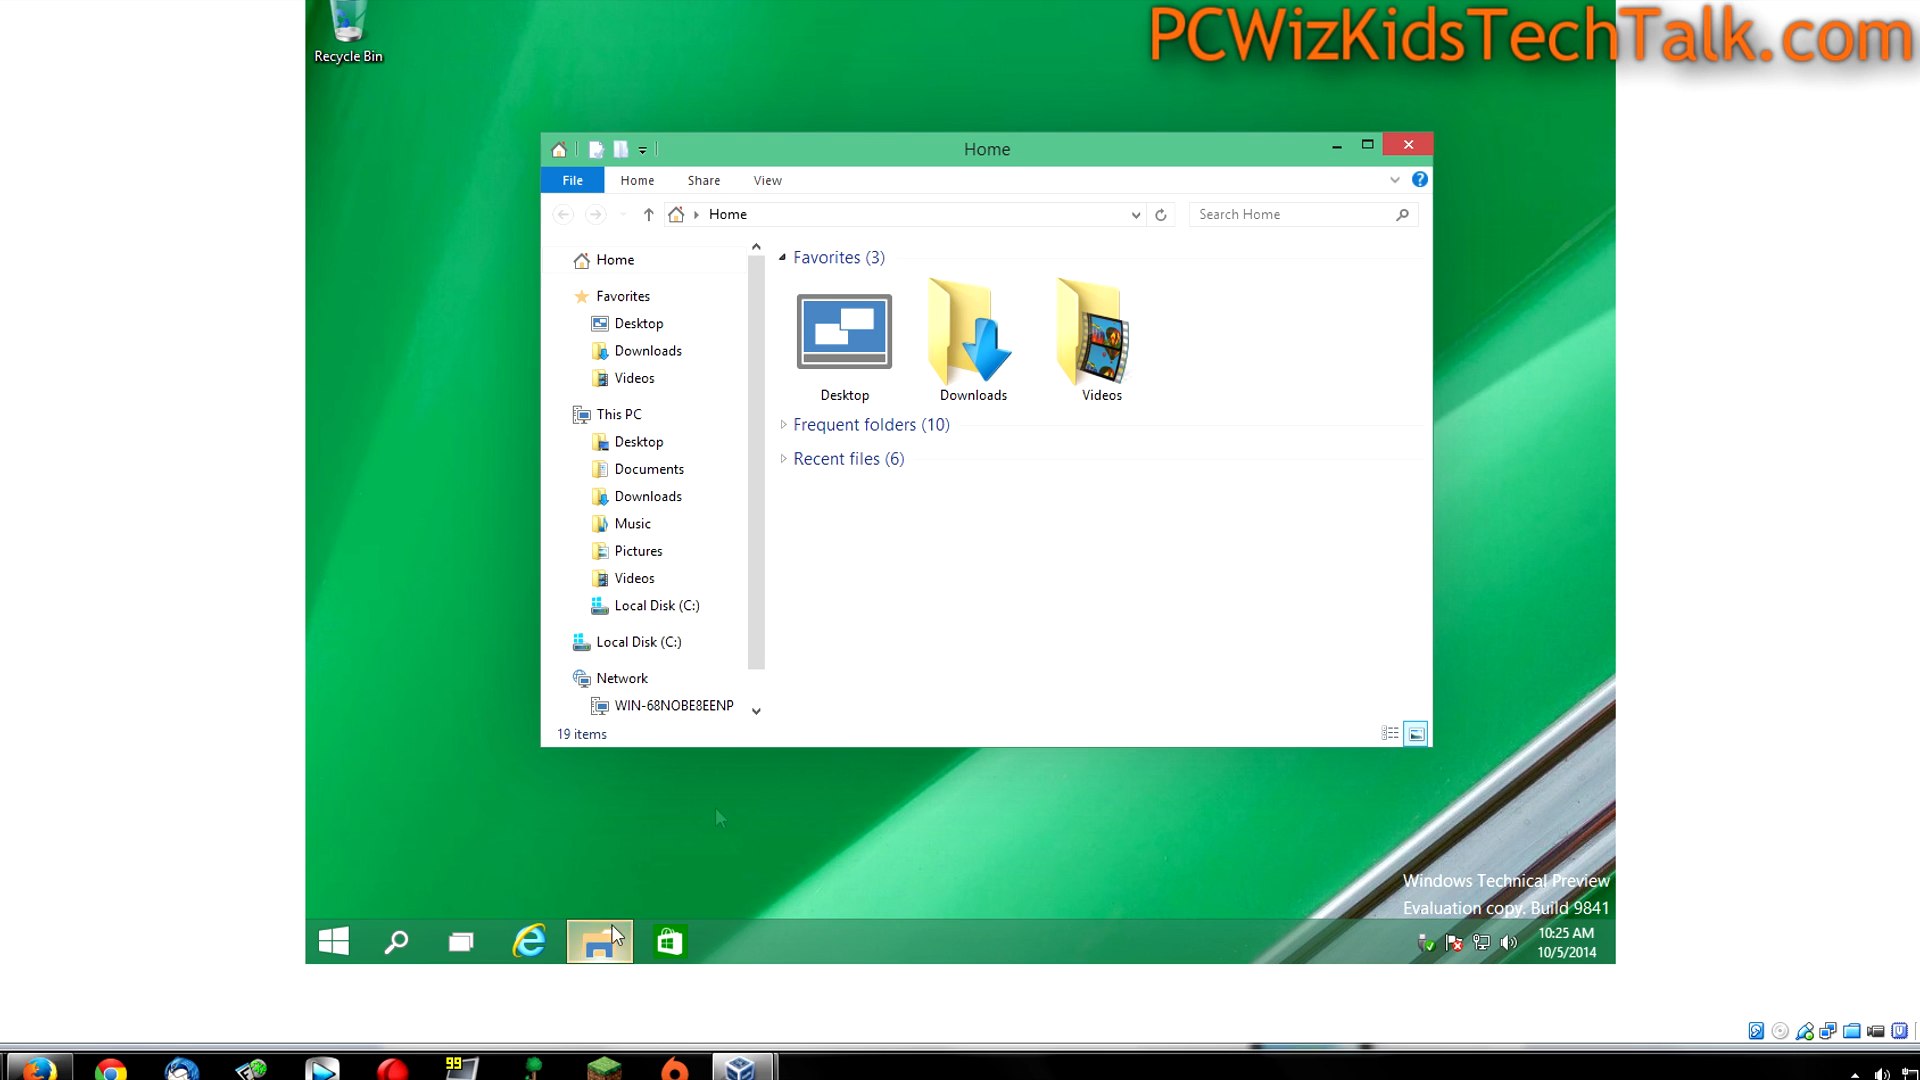 PCWizKidsTechTalk.com
Recycle Bin
Home
File Home Share View
Home
Search Home
Home
Favorites
Desktop
Downloads
Videos
This PC
Desktop
Documents
Downloads
Music
Pictures
Videos
Local Disk (C:)
Local Disk (C:)
Network
WIN-68NOBE8EENP
Favorites (3)
Desktop Downloads Videos
Frequent folders (10)
Recent files (6)
19 items
Windows Technical Preview
Evaluation copy. Build 9841
10:25 AM
10/5/2014
99